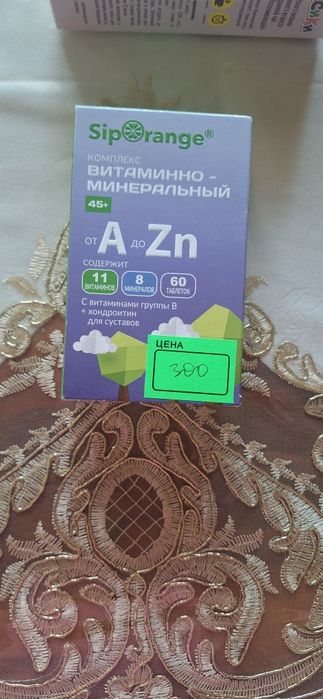 SipOrange®
КОМПЛЕКС
ВИТАМИННО -
МИНЕРАЛЬНЫЙ
45+
от А до Zn
СОДЕРЖИТ
11 ВИТАМИНОВ
8 МИНЕРАЛОВ
60 ТАБЛЕТОК
С витаминами группы В
+ хондроитин
для суставов
ЦЕНА
300